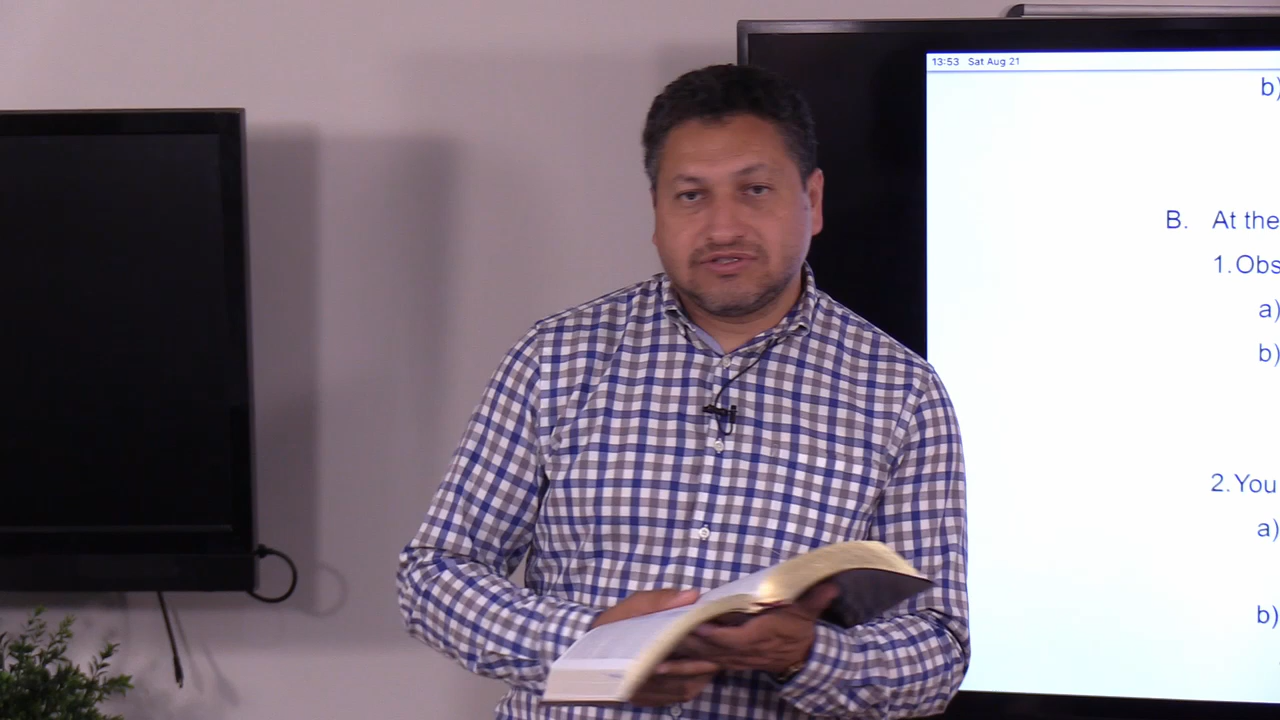 13:53 Sat Aug 21
b)
B. At the
1. Obs
a)
b)
2. You
a)
b)